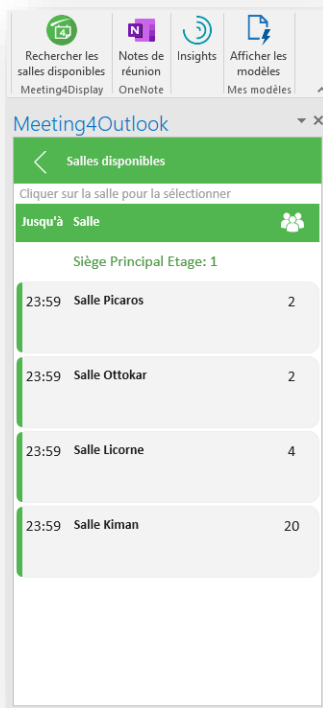 Rechercher les
salles disponibles
Meeting4Display
Notes de
réunion
OneNote
Insights
Afficher les
modèles
Mes modèles
Meeting4Outlook
Salles disponibles
Cliquer sur la salle pour la sélectionner
Jusqu'à Salle
Siège Principal Etage: 1
23:59 Salle Picaros 2
23:59 Salle Ottokar 2
23:59 Salle Licorne 4
23:59 Salle Kiman 20